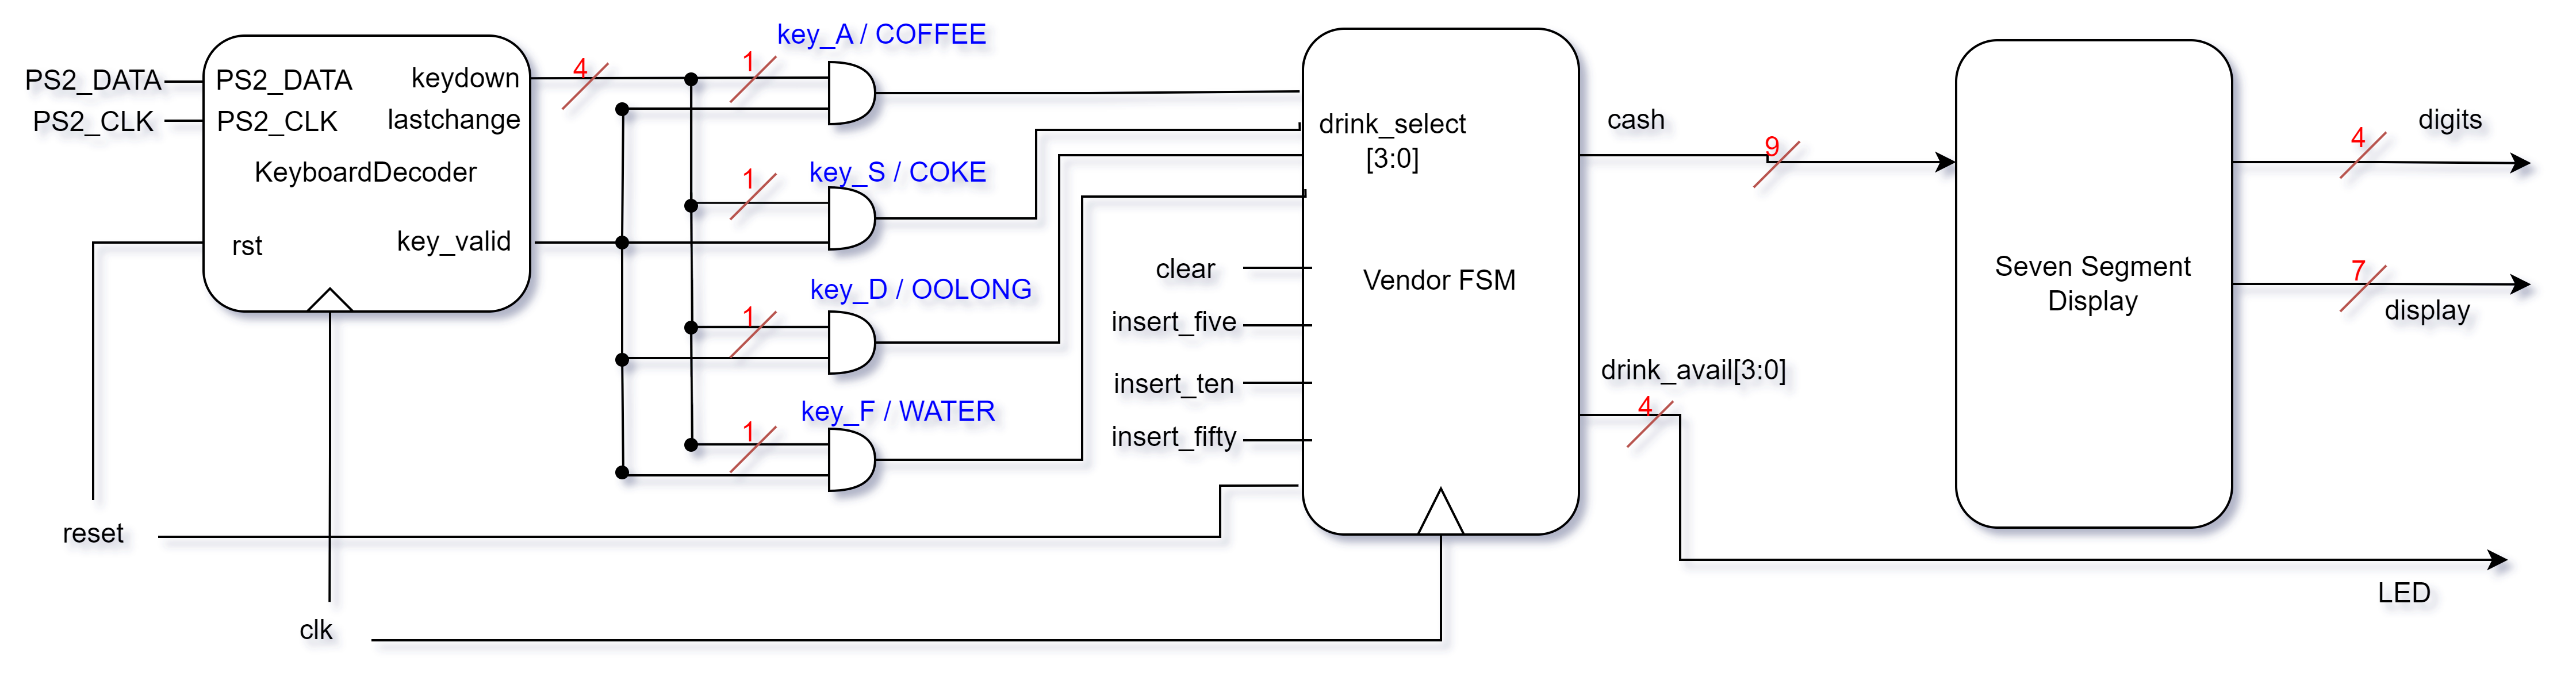 key_A / COFFEE
PS2_DATA
PS2_CLK
PS2_DATA
PS2_CLK
KeyboardDecoder
rst
keydown
lastchange
key_valid
4
1
key_S / COKE
1
key_D / OOLONG
1
key_F / WATER
1
reset
clk
drink_select
[3:0]
Vendor FSM
clear
insert_five
insert_ten
insert_fifty
cash
9
drink_avail[3:0]
4
Seven Segment
Display
digits
4
7
display
LED